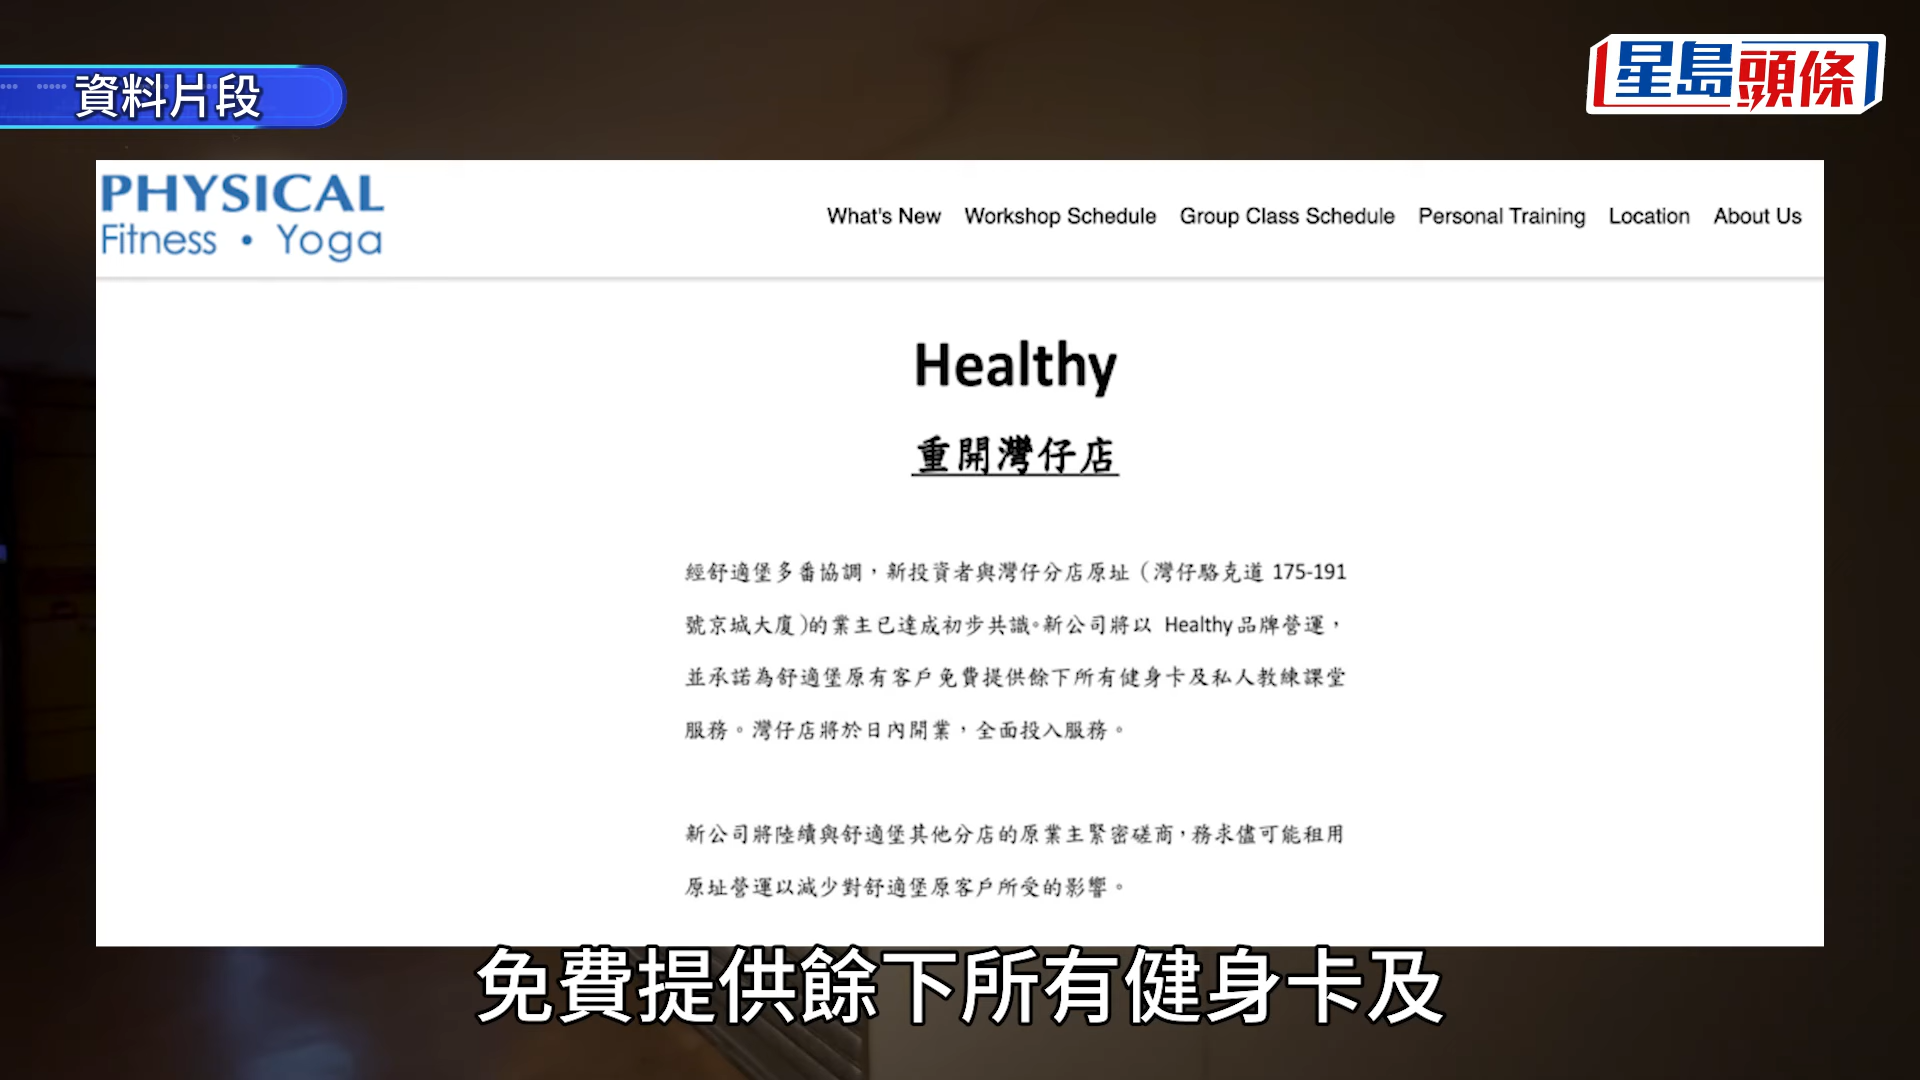 資料片段
星島頭條
PHYSICAL
Fitness • Yoga
What's New Workshop Schedule Group Class Schedule Personal Training Location About Us
Healthy
重開灣仔店
經舒適堡多番協調，新投資者與灣仔分店原址（灣仔駱克道 175-191
號京城大廈)的業主已達成初步共識。新公司將以 Healthy 品牌營運，
並承諾為舒適堡原有客戶免費提供餘下所有健身卡及私人教練課堂
服務。灣仔店將於日內開業，全面投入服務。
新公司將陸續與舒適堡其他分店的原業主緊密磋商，務求儘可能租用
原址營運以減少對舒適堡原客戶所受的影響。
免費提供餘下所有健身卡及